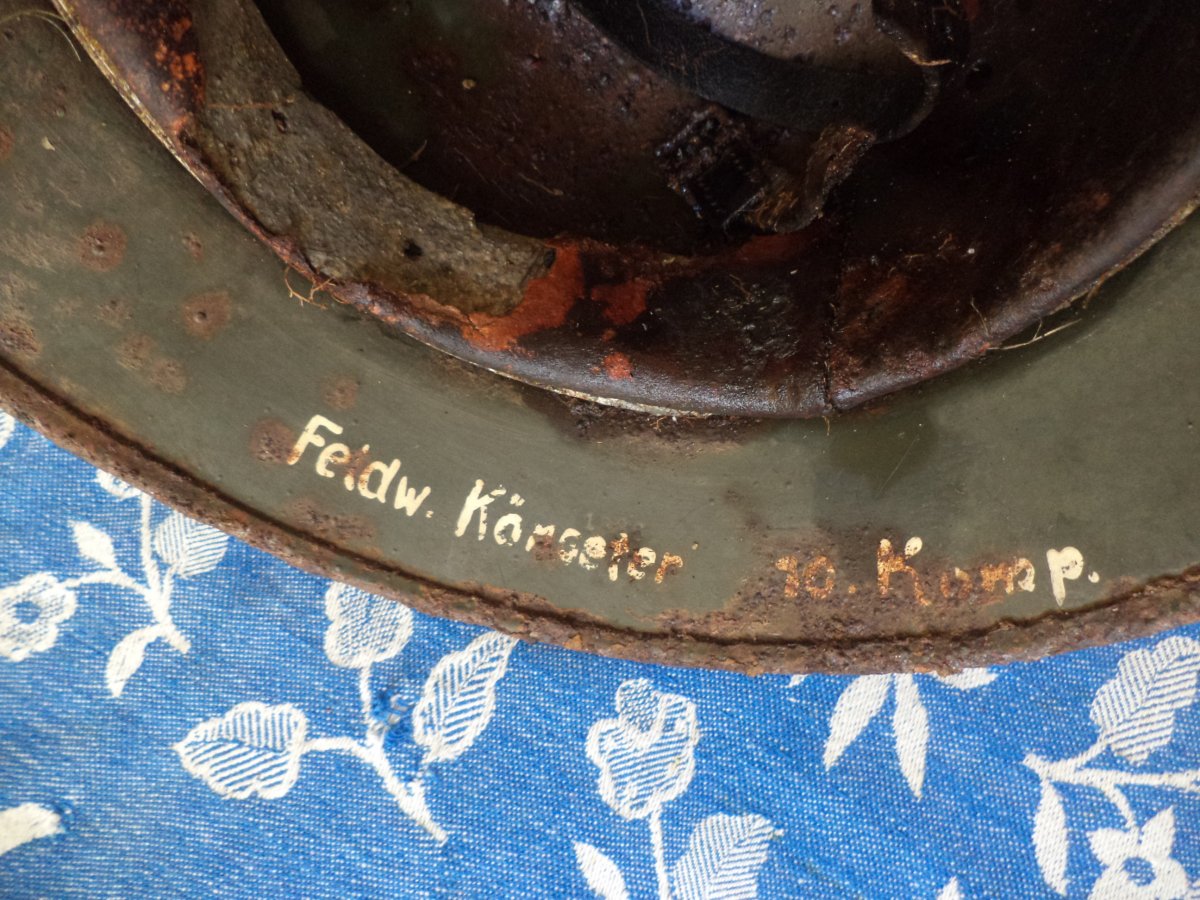 Feldw. Känseter 10. Komp.